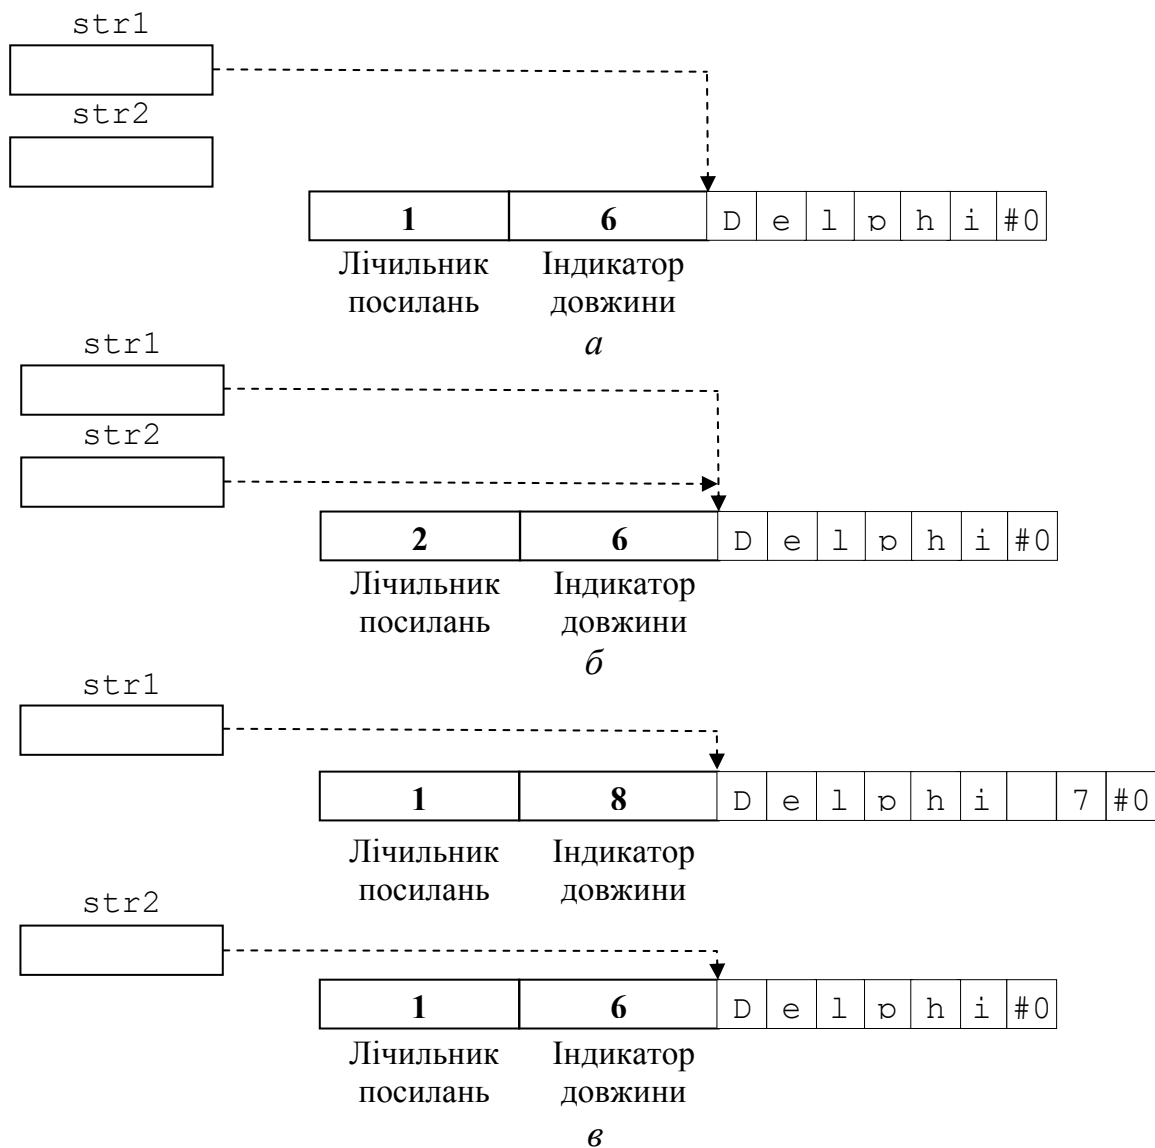 str1
str2
1 6 D e l p h i #0
Лічильник Індикатор
посилань довжини
а
str1
str2
2 6 D e l p h i #0
Лічильник Індикатор
посилань довжини
б
str1
1 8 D e l p h i 7 #0
Лічильник Індикатор
посилань довжини
str2
1 6 D e l p h i #0
Лічильник Індикатор
посилань довжини
в